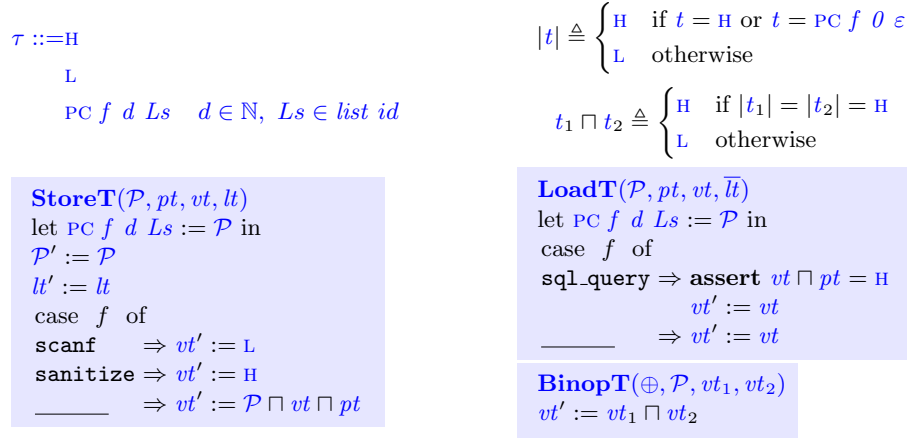 τ ::=H
L
PC f d Ls d ∈ ℕ, Ls ∈ list id
|t| ≜ { H if t = H or t = PC f 0 ε
L otherwise
t₁ ⊓ t₂ ≜ { H if |t₁| = |t₂| = H
L otherwise
StoreT(𝒫, pt, vt, lt)
let PC f d Ls := 𝒫 in
𝒫′ := 𝒫
lt′ := lt
case f of
scanf ⇒ vt′ := L
sanitize ⇒ vt′ := H
______ ⇒ vt′ := 𝒫 ⊓ vt ⊓ pt
LoadT(𝒫, pt, vt, l̅t̅)
let PC f d Ls := 𝒫 in
case f of
sql_query ⇒ assert vt ⊓ pt = H
vt′ := vt
______ ⇒ vt′ := vt
BinopT(⊕, 𝒫, vt₁, vt₂)
vt′ := vt₁ ⊓ vt₂